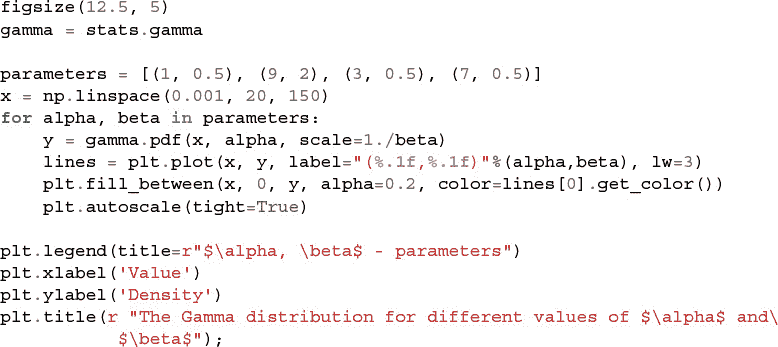 figsize(12.5, 5)
gamma = stats.gamma
parameters = [(1, 0.5), (9, 2), (3, 0.5), (7, 0.5)]
x = np.linspace(0.001, 20, 150)
for alpha, beta in parameters:
    y = gamma.pdf(x, alpha, scale=1./beta)
    lines = plt.plot(x, y, label="(%.1f,%.1f)"%(alpha,beta), lw=3)
    plt.fill_between(x, 0, y, alpha=0.2, color=lines[0].get_color())
    plt.autoscale(tight=True)
plt.legend(title=r"$\alpha, \beta$ - parameters")
plt.xlabel('Value')
plt.ylabel('Density')
plt.title(r "The Gamma distribution for different values of $\alpha$ and\
           $\beta$");